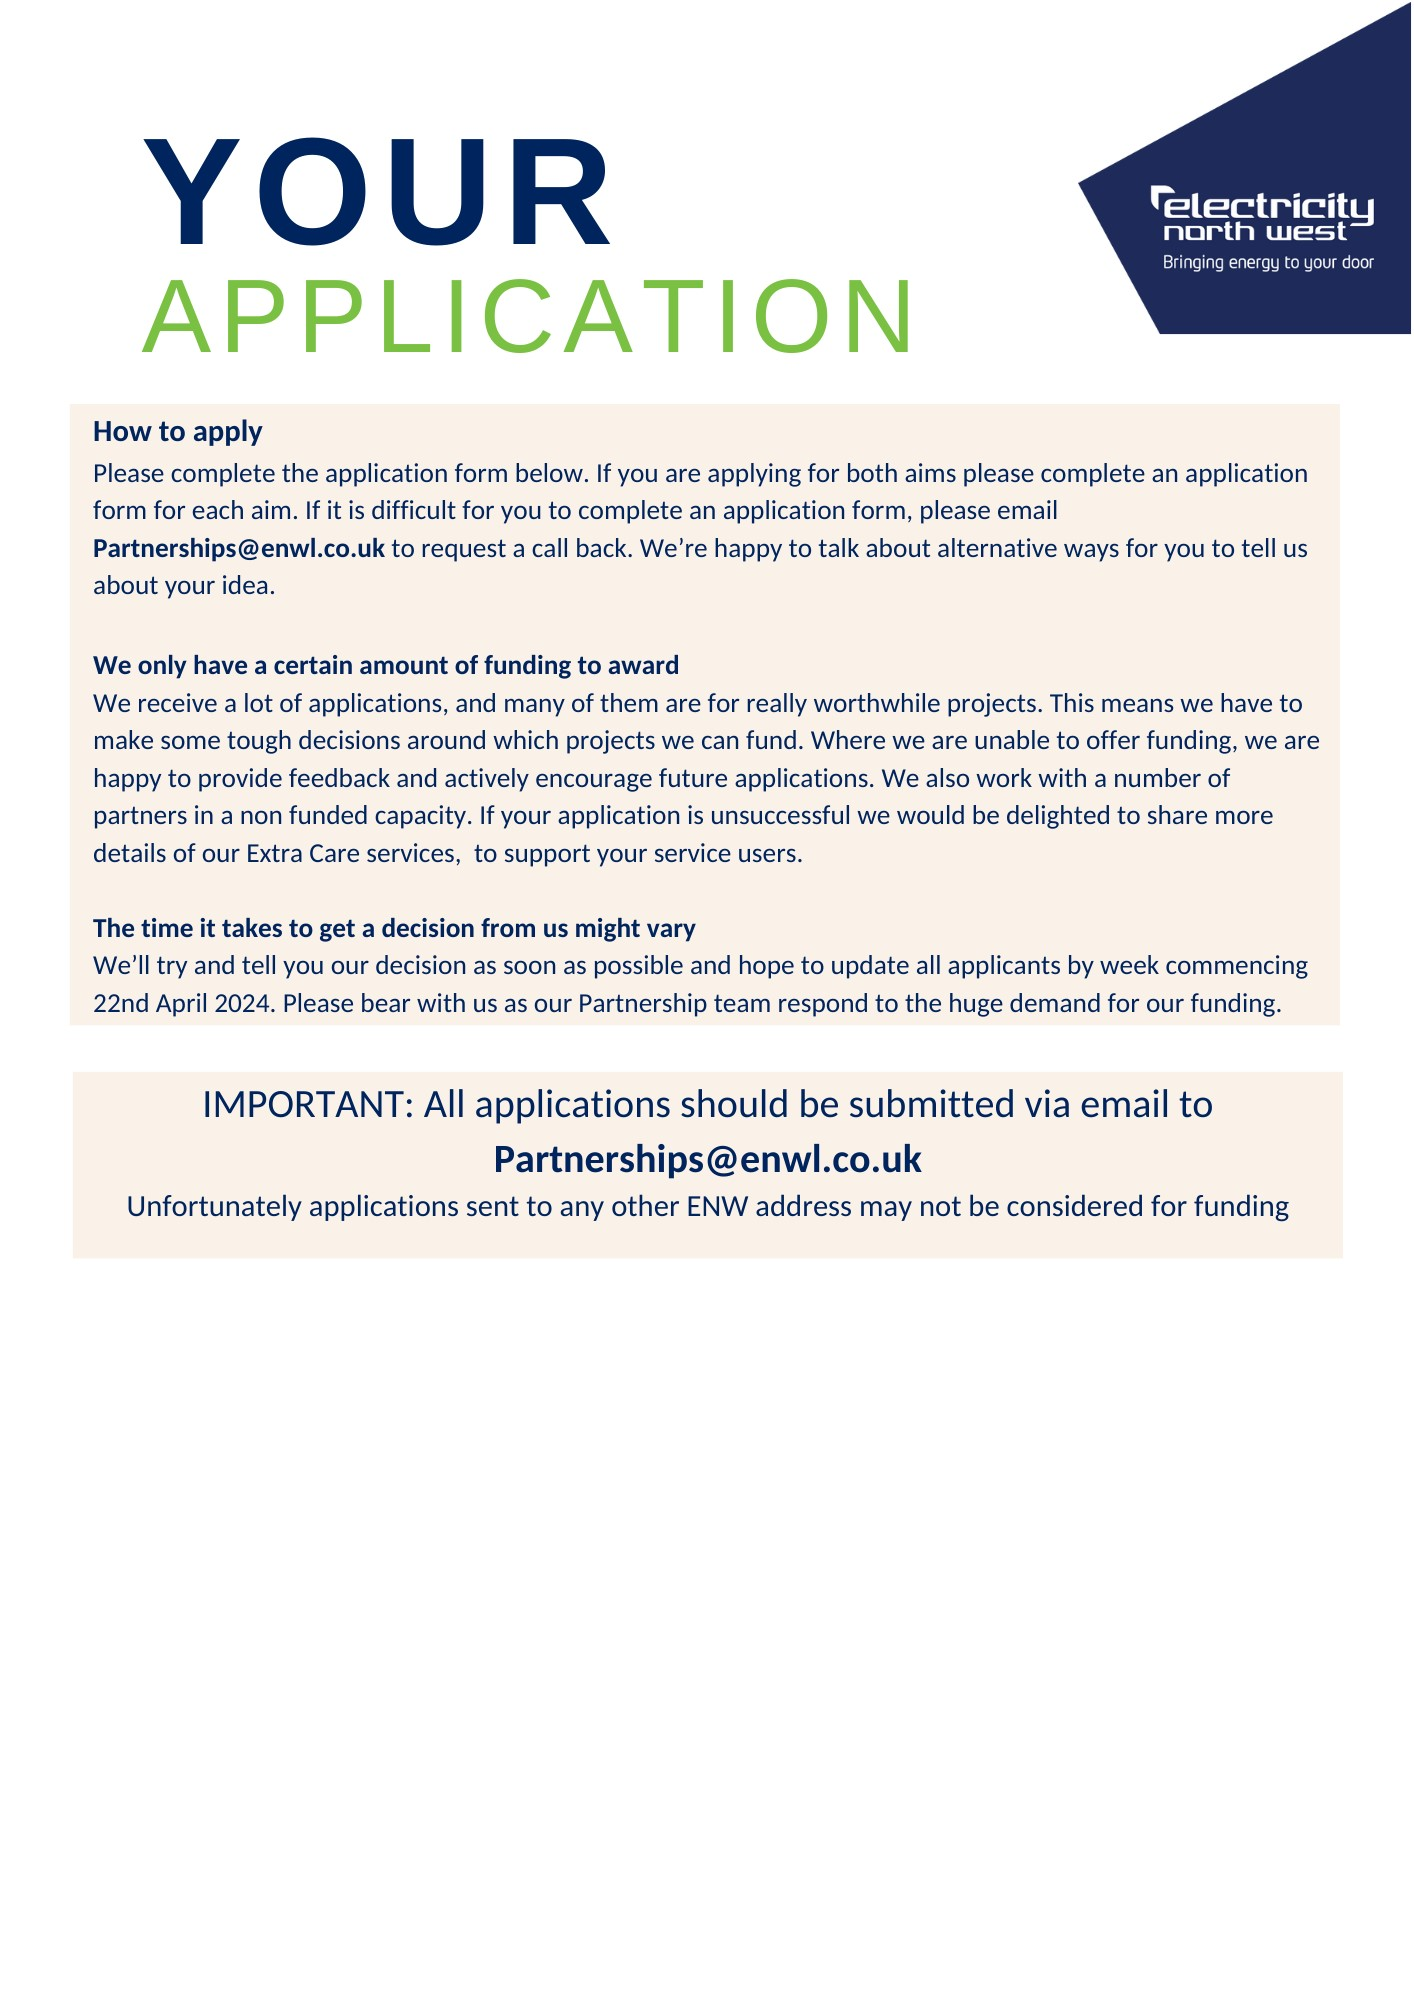 electricity
north west
Bringing energy to your door
YOUR
APPLICATION
How to apply
Please complete the application form below. If you are applying for both aims please complete an application
form for each aim. If it is difficult for you to complete an application form, please email
Partnerships@enwl.co.uk to request a call back. We’re happy to talk about alternative ways for you to tell us
about your idea.
We only have a certain amount of funding to award
We receive a lot of applications, and many of them are for really worthwhile projects. This means we have to
make some tough decisions around which projects we can fund. Where we are unable to offer funding, we are
happy to provide feedback and actively encourage future applications. We also work with a number of
partners in a non funded capacity. If your application is unsuccessful we would be delighted to share more
details of our Extra Care services,  to support your service users.
The time it takes to get a decision from us might vary
We’ll try and tell you our decision as soon as possible and hope to update all applicants by week commencing
22nd April 2024. Please bear with us as our Partnership team respond to the huge demand for our funding.
IMPORTANT: All applications should be submitted via email to
Partnerships@enwl.co.uk
Unfortunately applications sent to any other ENW address may not be considered for funding